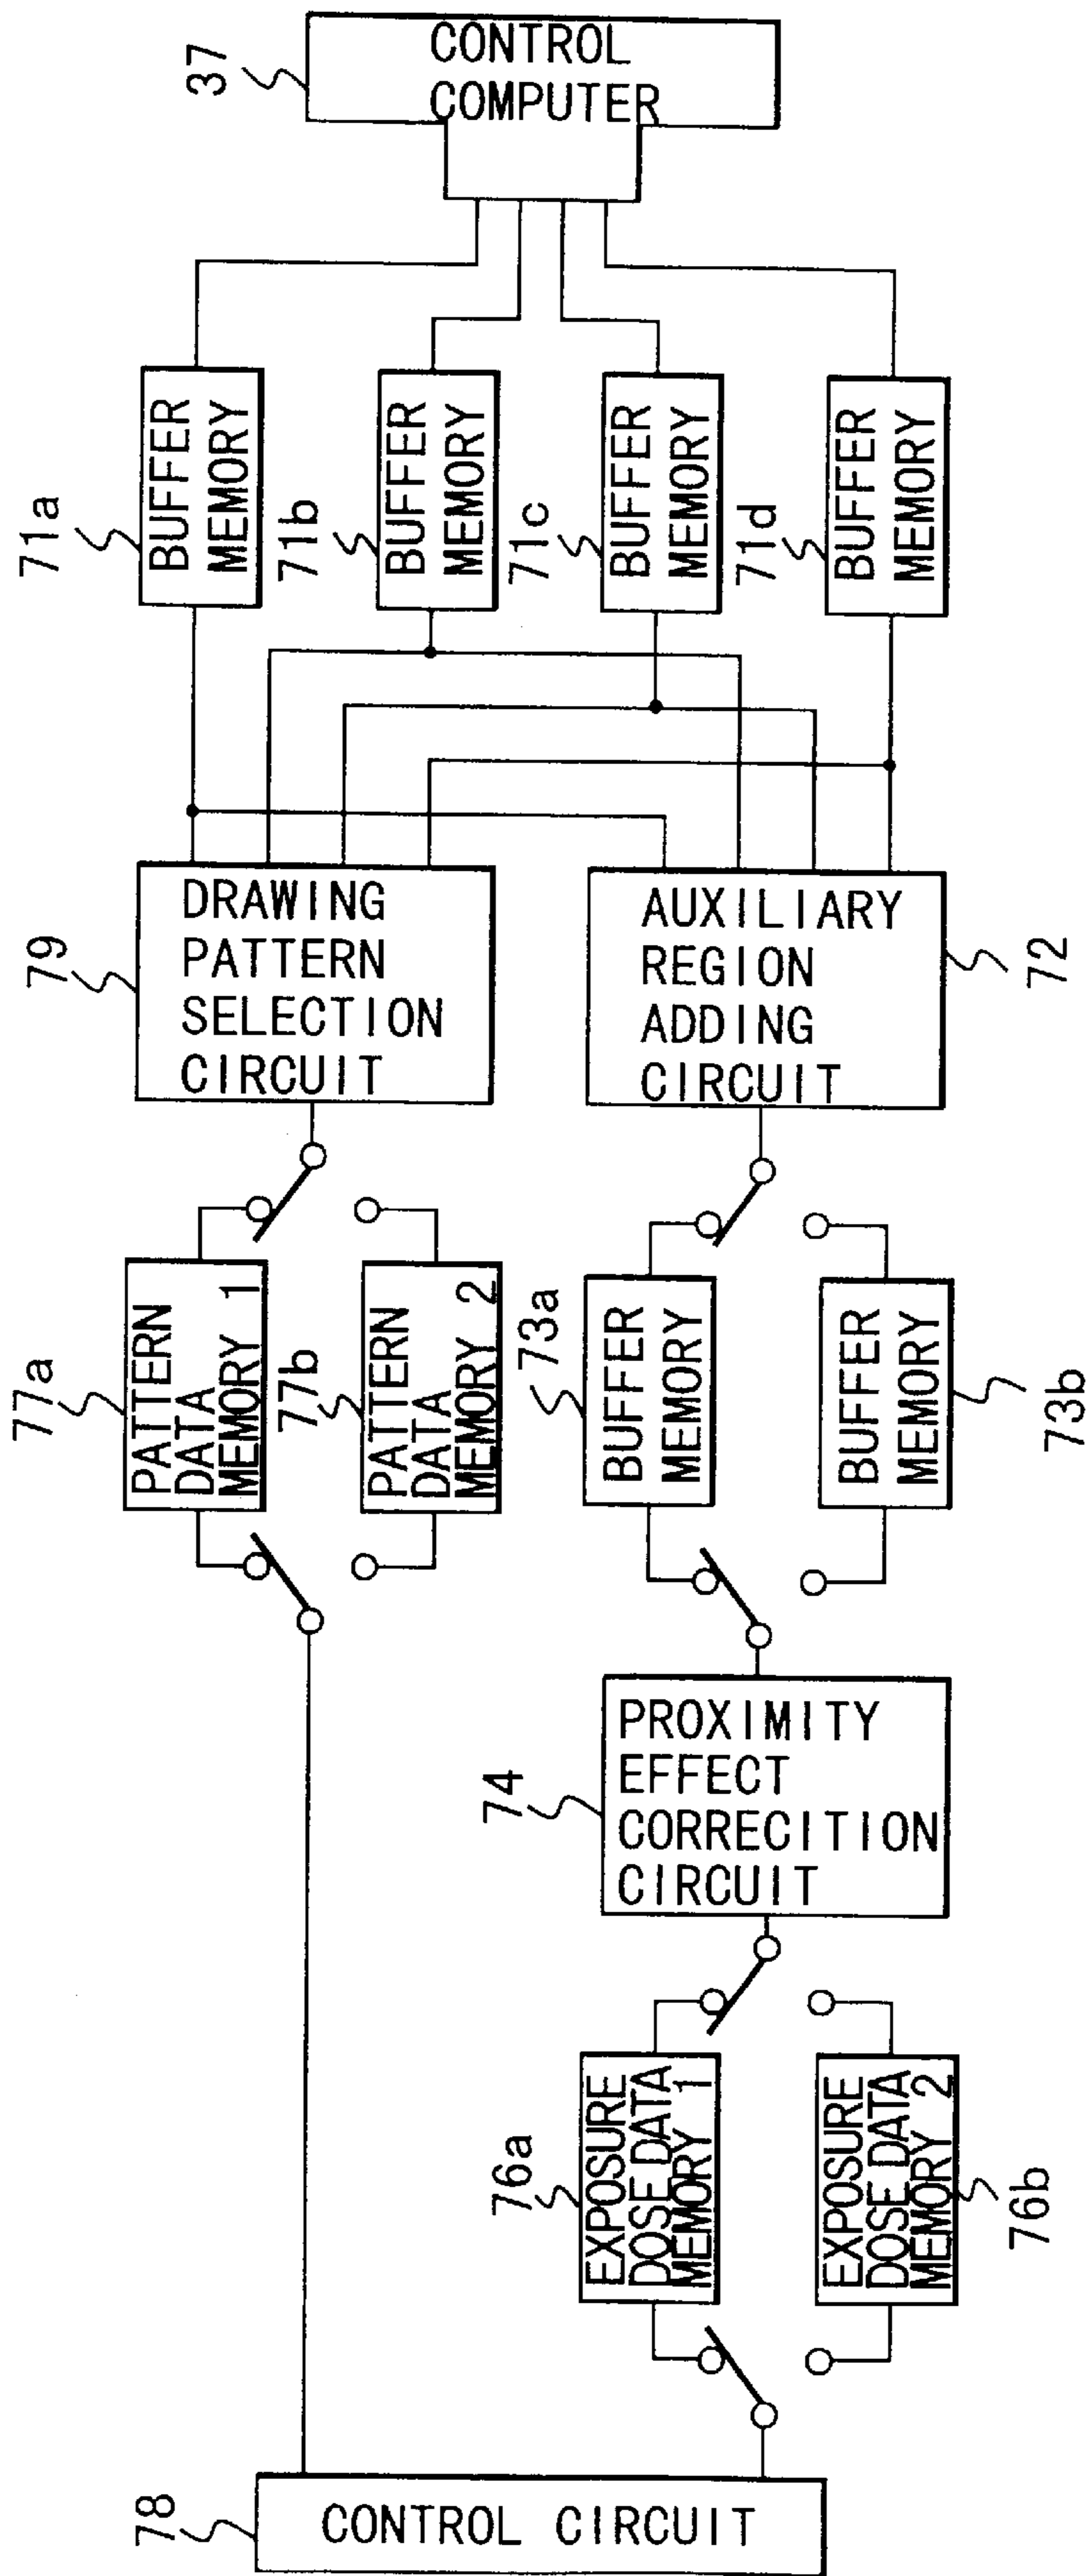 37
CONTROL
COMPUTER
71a
BUFFER
MEMORY
71b
BUFFER
MEMORY
71c
BUFFER
MEMORY
71d
BUFFER
MEMORY
79
DRAWING
PATTERN
SELECTION
CIRCUIT
AUXILIARY
REGION
ADDING
CIRCUIT
72
77a
PATTERN
DATA
MEMORY 1
77b
PATTERN
DATA
MEMORY 2
73a
BUFFER
MEMORY
BUFFER
MEMORY
73b
74
PROXIMITY
EFFECT
CORRECITION
CIRCUIT
76a
EXPOSURE
DOSE DATA
MEMORY 1
EXPOSURE
DOSE DATA
MEMORY 2
76b
78
CONTROL CIRCUIT